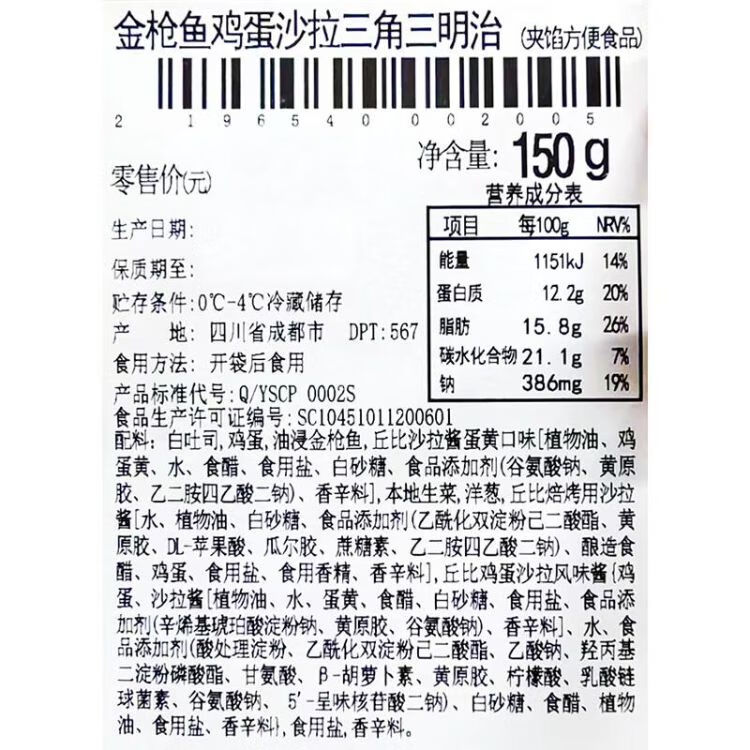 金枪鱼鸡蛋沙拉三角三明治 (夹馅方便食品)
2 196540 002005
净含量: 150g
零售价(元)
营养成分表
生产日期:
保质期至:
贮存条件:0℃-4℃冷藏储存
产 地: 四川省成都市 DPT:567
食用方法: 开袋后食用
产品标准代号:Q/YSCP 0002S
食品生产许可证编号:SC10451011200601
项目 每100g NRV%
能量 1151kJ 14%
蛋白质 12.2g 20%
脂肪 15.8g 26%
碳水化合物 21.1g 7%
钠 386mg 19%
配料: 白吐司,鸡蛋,油浸金枪鱼,丘比沙拉酱蛋黄口味[植物油、鸡
蛋黄、水、食醋、食用盐、白砂糖、食品添加剂(谷氨酸钠、黄原
胶、乙二胺四乙酸二钠)、香辛料],本地生菜,洋葱,丘比焙烤用沙拉
酱[水、植物油、白砂糖、食品添加剂(乙酰化双淀粉己二酸酯、黄
原胶、DL-苹果酸、瓜尔胶、蔗糖素、乙二胺四乙酸二钠)、酿造食
醋、鸡蛋、食用盐、食用香精、香辛料],丘比鸡蛋沙拉风味酱{鸡
蛋、沙拉酱[植物油、水、蛋黄、食醋、白砂糖、食用盐、食品添
加剂(辛烯基琥珀酸淀粉钠、黄原胶、谷氨酸钠)、香辛料]、水、食
品添加剂(酸处理淀粉、乙酰化双淀粉己二酸酯、乙酸钠、羟丙基
二淀粉磷酸酯、甘氨酸、β-胡萝卜素、黄原胶、柠檬酸、乳酸链
球菌素、谷氨酸钠、5'-呈味核苷酸二钠)、白砂糖、食醋、植物
油、食用盐、香辛料},食用盐,香辛料。